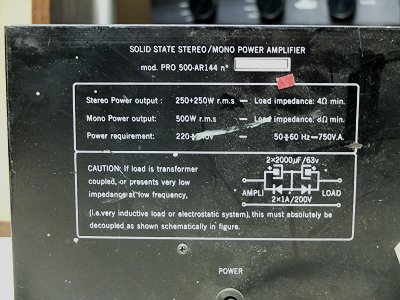 SOLID STATE STEREO/MONO POWER AMPLIFIER
mod. PRO 500-AR144 n°
Stereo Power output : 250+250W r.m.s — Load impedance: 4Ω min.
Mono Power output : 500W r.m.s — Load impedance: 8Ω min.
Power requirement: 220÷240V 50÷60 Hz—750V.A.
CAUTION: If load is transformer
coupled, or presents very low
impedance at low frequency,
2×2000µF/63v
AMPLI LOAD
2×1A/200V
(i.e. very inductive load or electrostatic system), this must absolutely be
decoupled as shown schematically in figure.
POWER